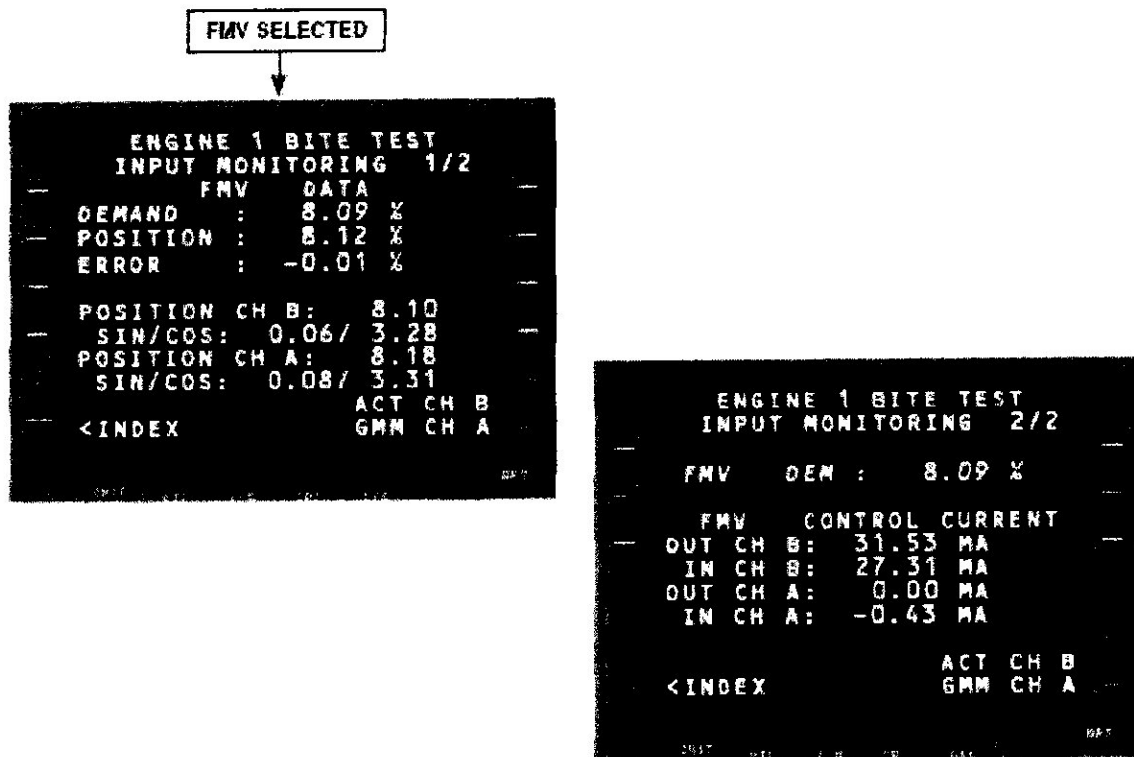 FMV SELECTED
ENGINE 1 BITE TEST
INPUT MONITORING 1/2
FMV DATA
DEMAND : 8.09 %
POSITION : 8.12 %
ERROR : -0.01 %
POSITION CH B: 8.10
SIN/COS: 0.06/ 3.28
POSITION CH A: 8.18
SIN/COS: 0.08/ 3.31
ACT CH B
<INDEX GMM CH A
ENGINE 1 BITE TEST
INPUT MONITORING 2/2
FMV DEM : 8.09 %
FMV CONTROL CURRENT
OUT CH B: 31.53 MA
IN CH B: 27.31 MA
OUT CH A: 0.00 MA
IN CH A: -0.43 MA
ACT CH B
<INDEX GMM CH A